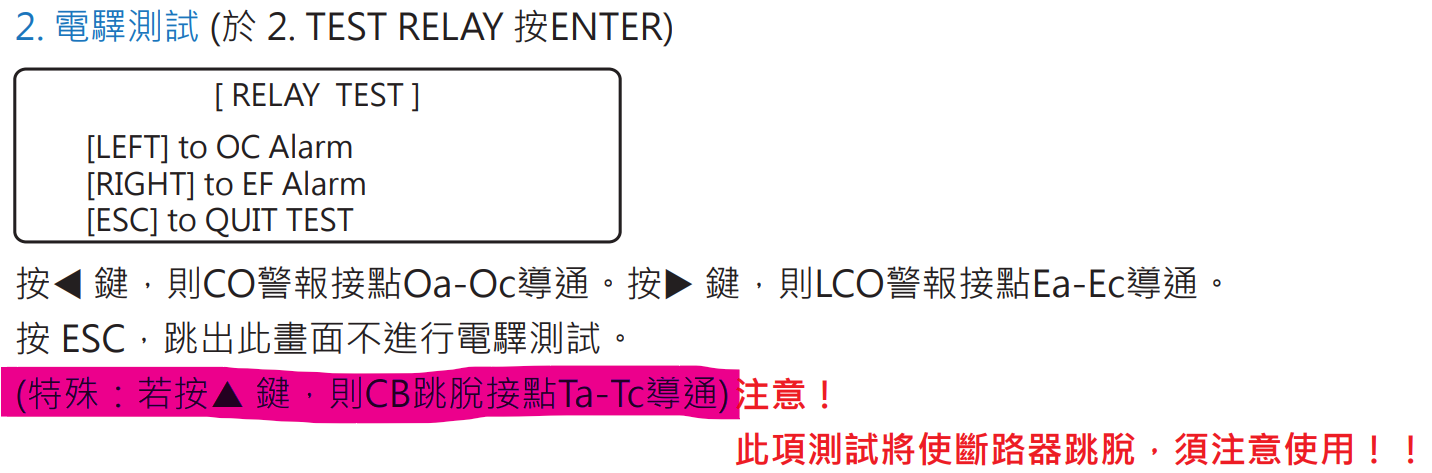 2. 電驛測試 (於 2. TEST RELAY 按ENTER)
[ RELAY TEST ]
[LEFT] to OC Alarm
[RIGHT] to EF Alarm
[ESC] to QUIT TEST
按◀ 鍵，則CO警報接點Oa-Oc導通。按▶ 鍵，則LCO警報接點Ea-Ec導通。
按 ESC，跳出此畫面不進行電驛測試。
(特殊：若按▲ 鍵，則CB跳脫接點Ta-Tc導通)注意！
此項測試將使斷路器跳脫，須注意使用！！